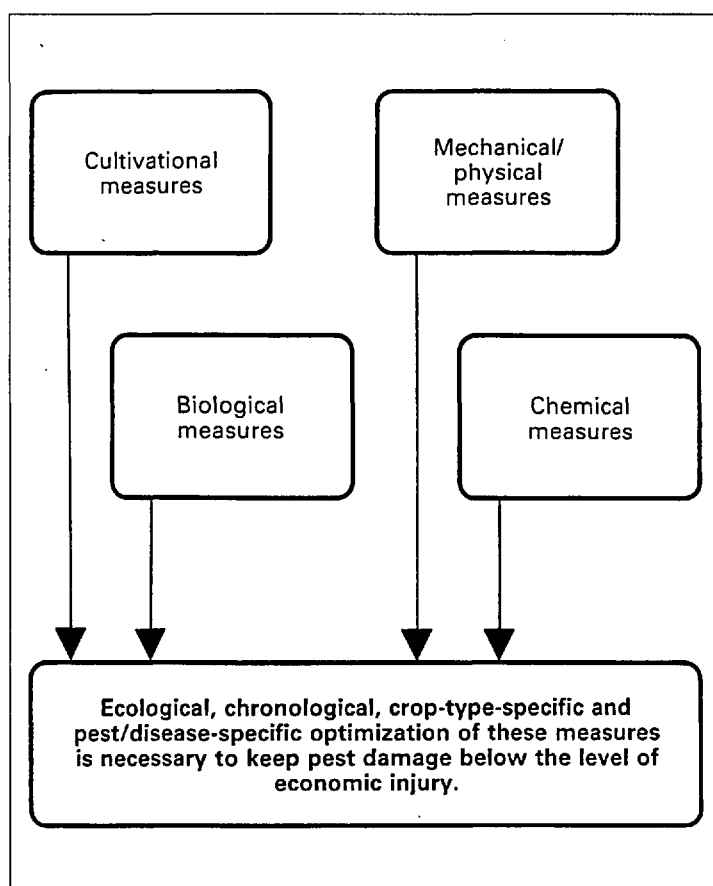 Cultivational
measures
Mechanical/
physical
measures
Biological
measures
Chemical
measures
Ecological, chronological, crop-type-specific and
pest/disease-specific optimization of these measures
is necessary to keep pest damage below the level of
economic injury.